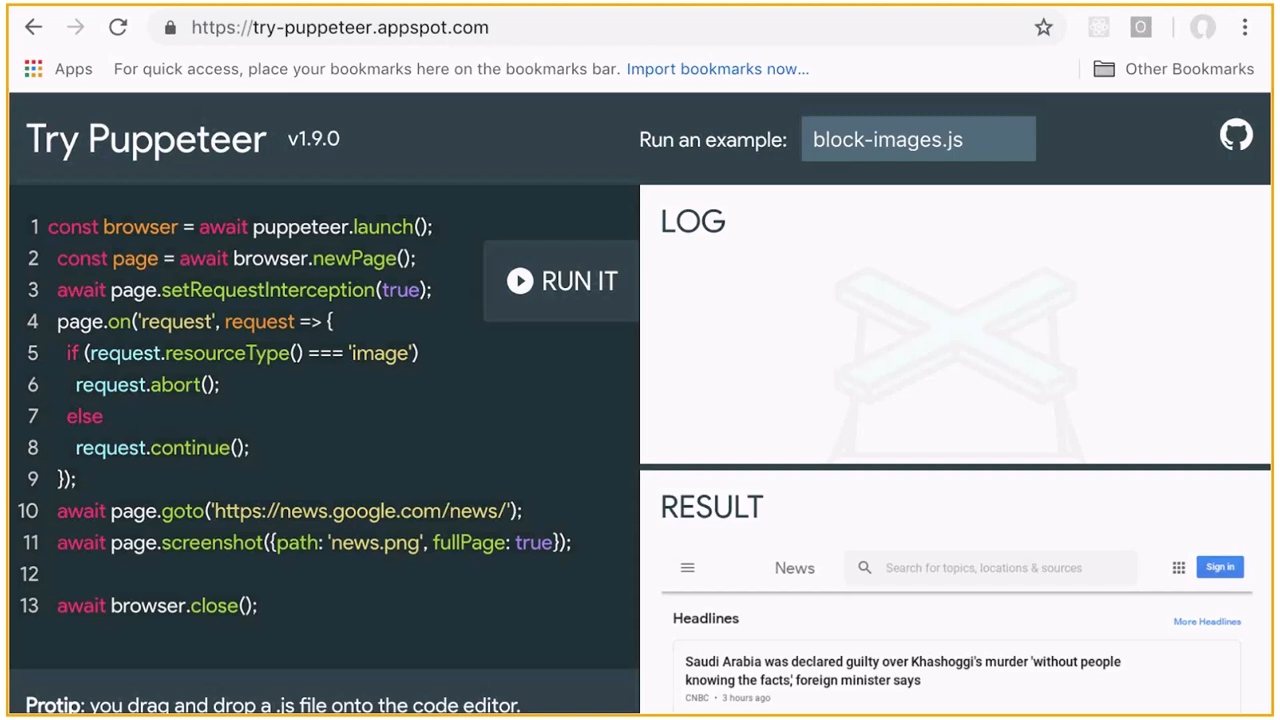 https://try-puppeteer.appspot.com
O
Apps For quick access, place your bookmarks here on the bookmarks bar. Import bookmarks now... Other Bookmarks
Try Puppeteer v1.9.0 Run an example: block-images.js
1 const browser = await puppeteer.launch();
2 const page = await browser.newPage();
3 await page.setRequestInterception(true);
4 page.on('request', request => {
5 if (request.resourceType() === 'image')
6 request.abort();
7 else
8 request.continue();
9 });
10 await page.goto('https://news.google.com/news/');
11 await page.screenshot({path: 'news.png', fullPage: true});
12
13 await browser.close();
RUN IT
Protip: you drag and drop a .js file onto the code editor.
LOG
RESULT
News Search for topics, locations & sources Sign in
Headlines More Headlines
Saudi Arabia was declared guilty over Khashoggi's murder 'without people
knowing the facts,' foreign minister says
CNBC • 3 hours ago